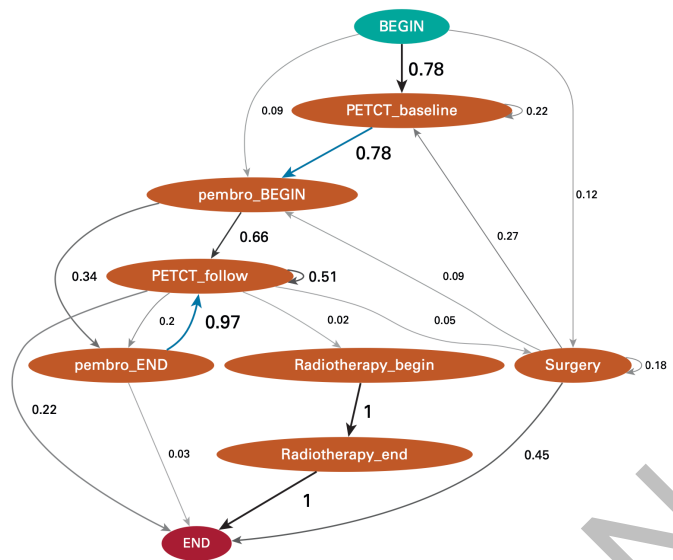 BEGIN
0.78
PETCT_baseline
0.22
0.09
0.78
0.12
pembro_BEGIN
0.66
0.27
PETCT_follow
0.51
0.34
0.09
0.2
0.97
0.02
0.05
pembro_END
Radiotherapy_begin
Surgery
0.18
0.22
1
0.03
Radiotherapy_end
0.45
1
END